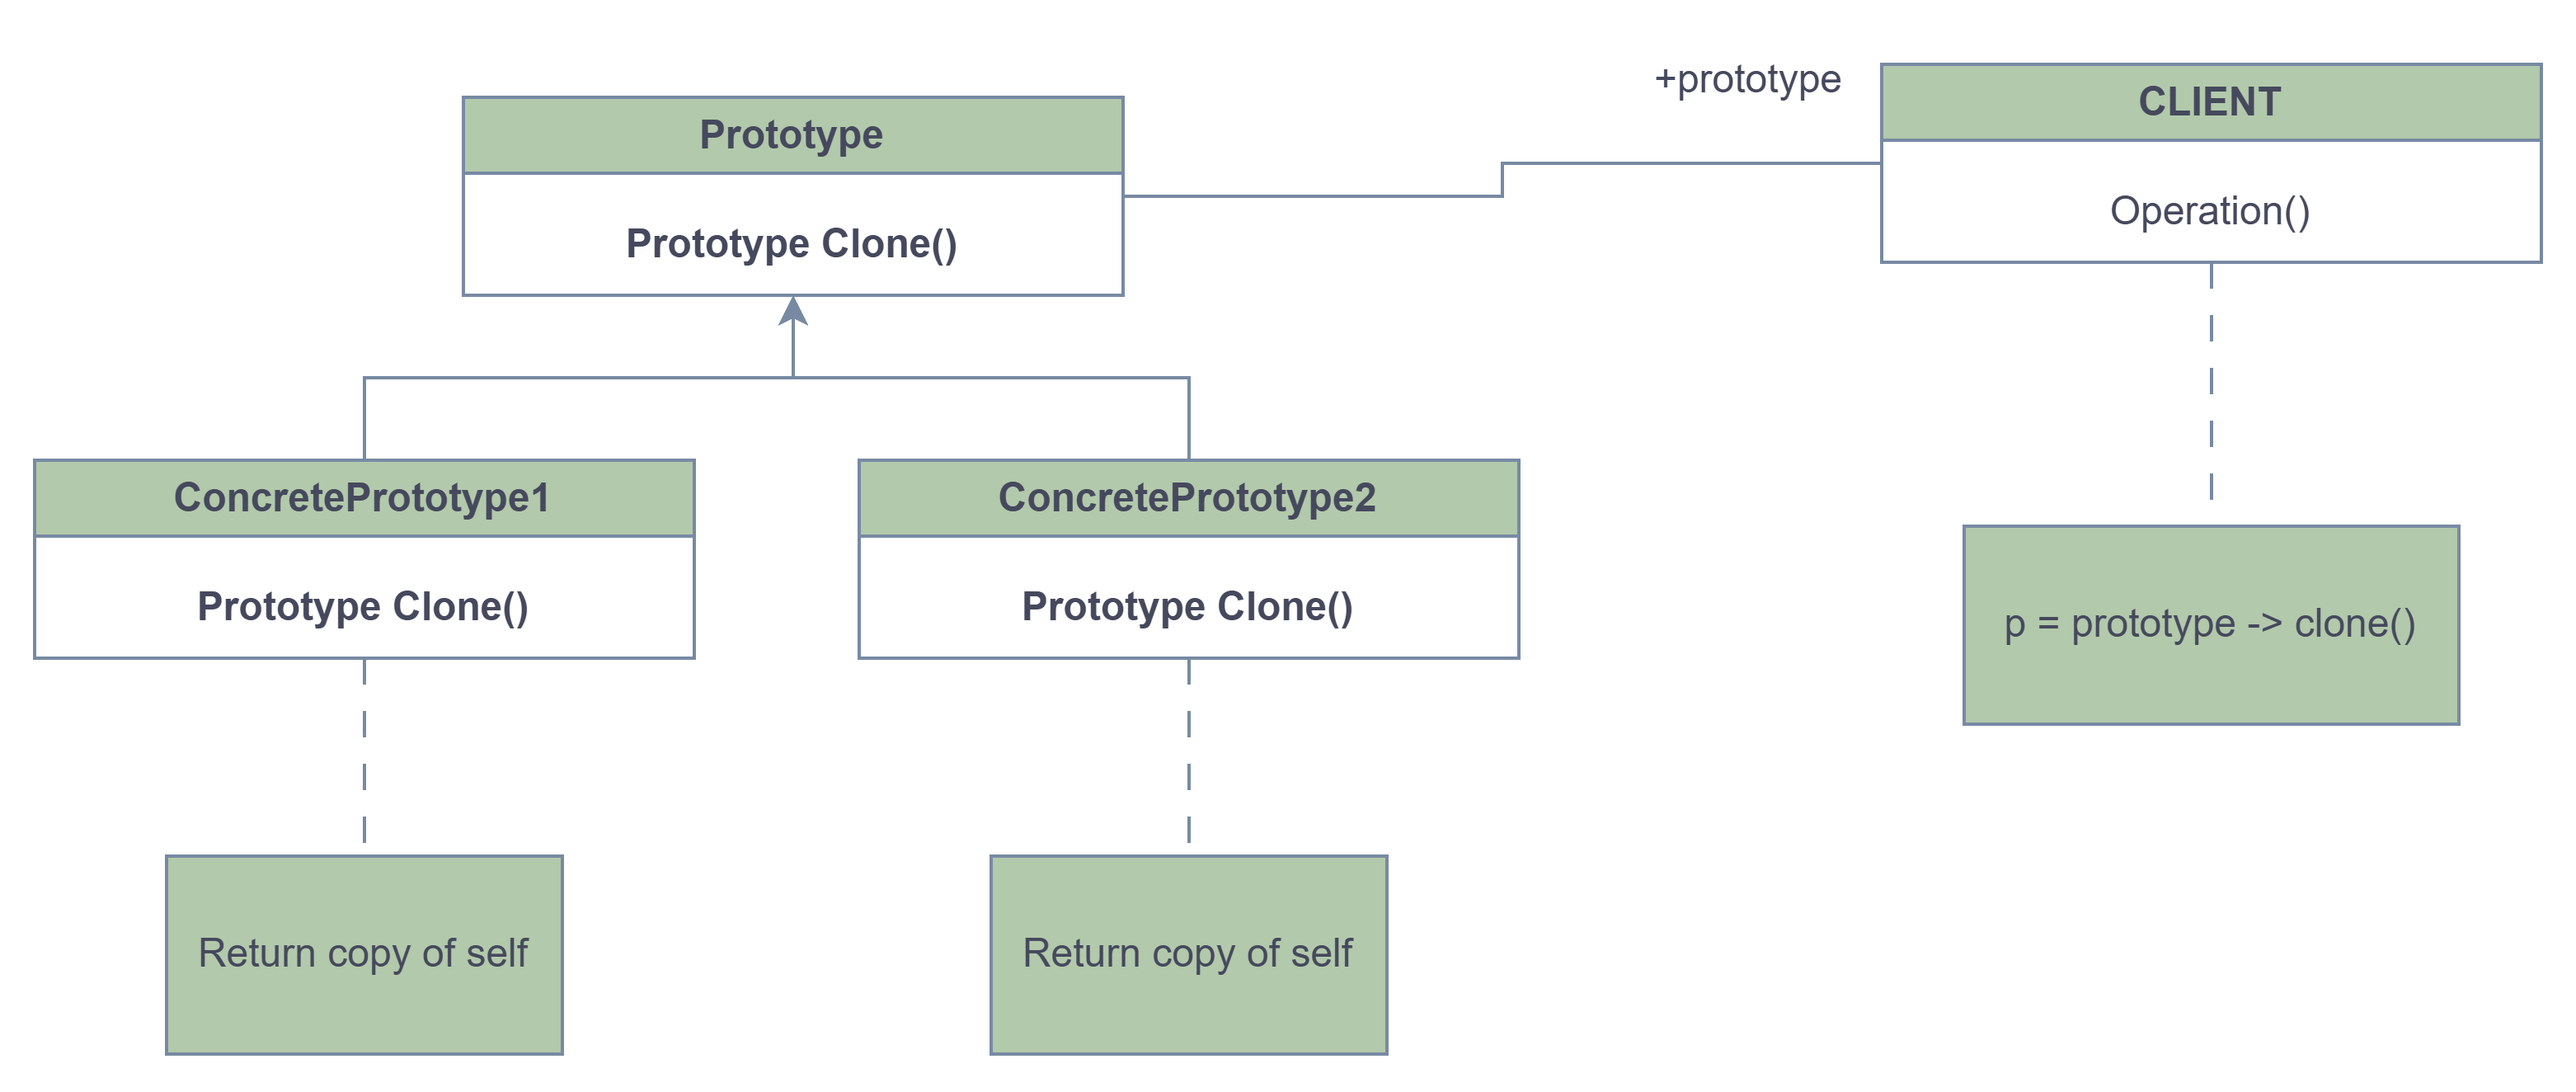 +prototype
CLIENT
Operation()
Prototype
Prototype Clone()
ConcretePrototype1
Prototype Clone()
ConcretePrototype2
Prototype Clone()
p = prototype -> clone()
Return copy of self
Return copy of self